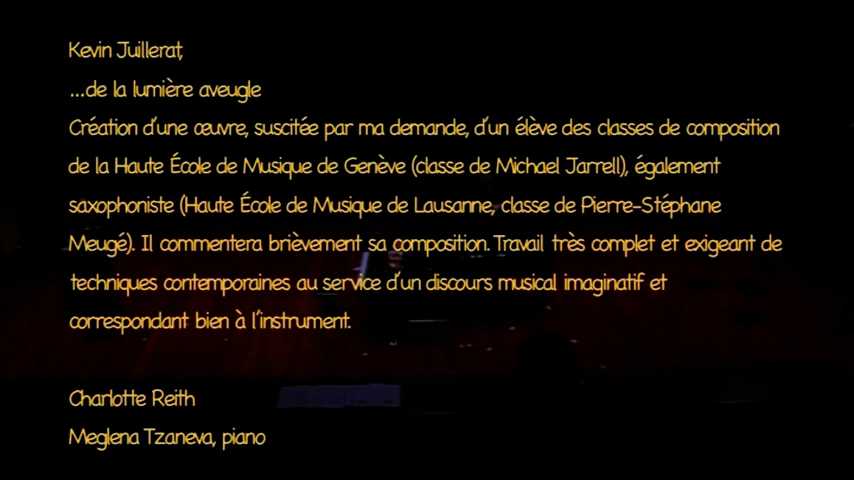 Kevin Juillerat,
...de la lumière aveugle
Création d'une œuvre, suscitée par ma demande, d'un élève des classes de composition
de la Haute École de Musique de Genève (classe de Michael Jarrell), également
saxophoniste (Haute École de Musique de Lausanne, classe de Pierre-Stéphane
Meugé). Il commentera brièvement sa composition. Travail très complet et exigeant de
techniques contemporaines au service d'un discours musical imaginatif et
correspondant bien à l'instrument.
Charlotte Reith
Meglena Tzaneva, piano